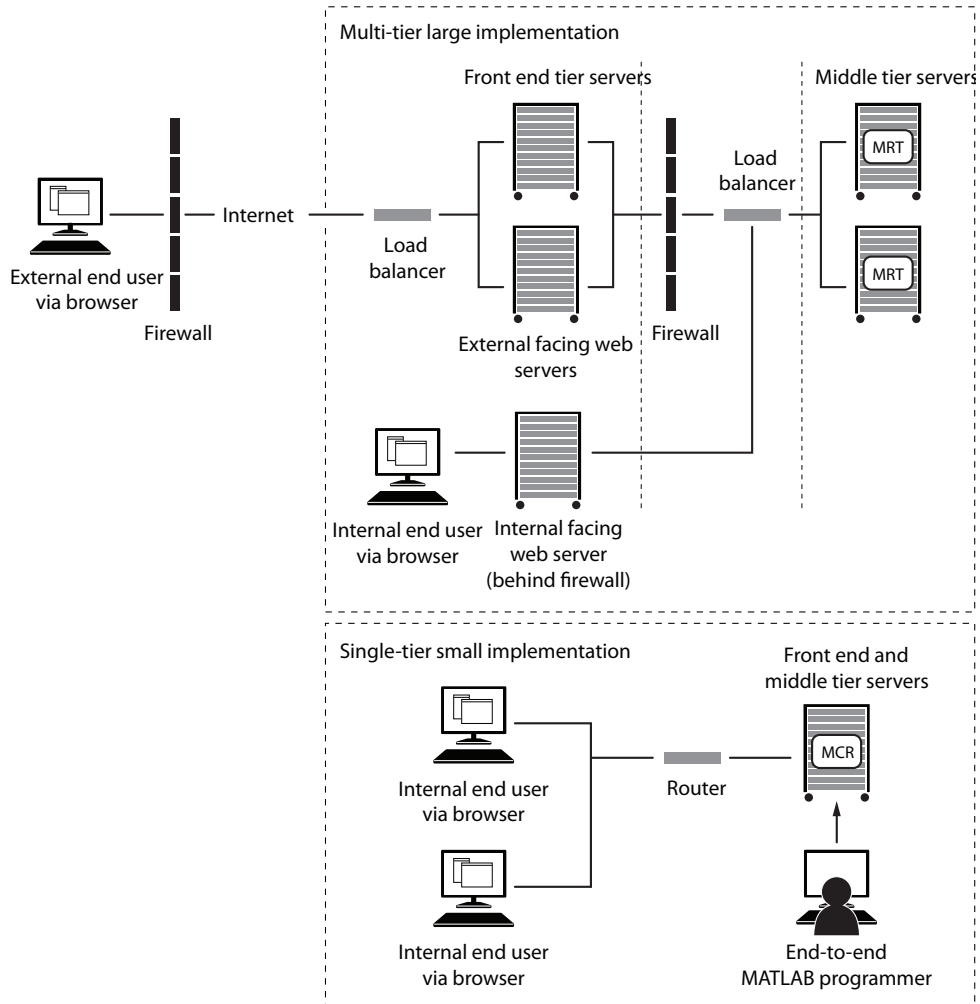 Multi-tier large implementation
Front end tier servers
Middle tier servers
MRT
Load
balancer
Internet
MRT
Load
balancer
External end user
via browser
Firewall
Firewall
External facing web
servers
Internal end user
via browser
Internal facing
web server
(behind firewall)
Single-tier small implementation
Front end and
middle tier servers
MCR
Internal end user
via browser
Router
Internal end user
via browser
End-to-end
MATLAB programmer